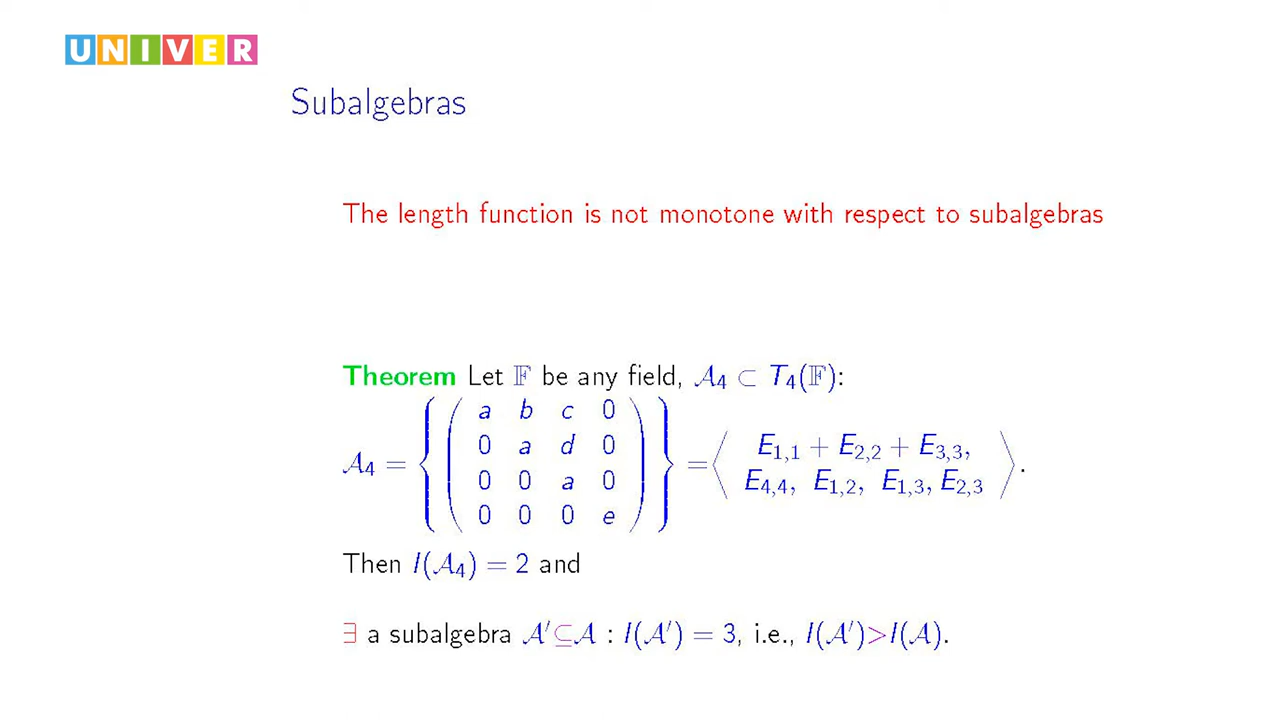 UNIVER
Subalgebras
The length function is not monotone with respect to subalgebras
Theorem Let 𝔽 be any field, 𝒜₄ ⊂ T₄(𝔽):
a b c 0
0 a d 0
𝒜₄ = { ( ) } = ⟨ E₁,₁ + E₂,₂ + E₃,₃,
E₄,₄, E₁,₂, E₁,₃, E₂,₃ ⟩.
0 0 a 0
0 0 0 e
Then l(𝒜₄) = 2 and
∃ a subalgebra 𝒜′⊆𝒜 : l(𝒜′) = 3, i.e., l(𝒜′)>l(𝒜).